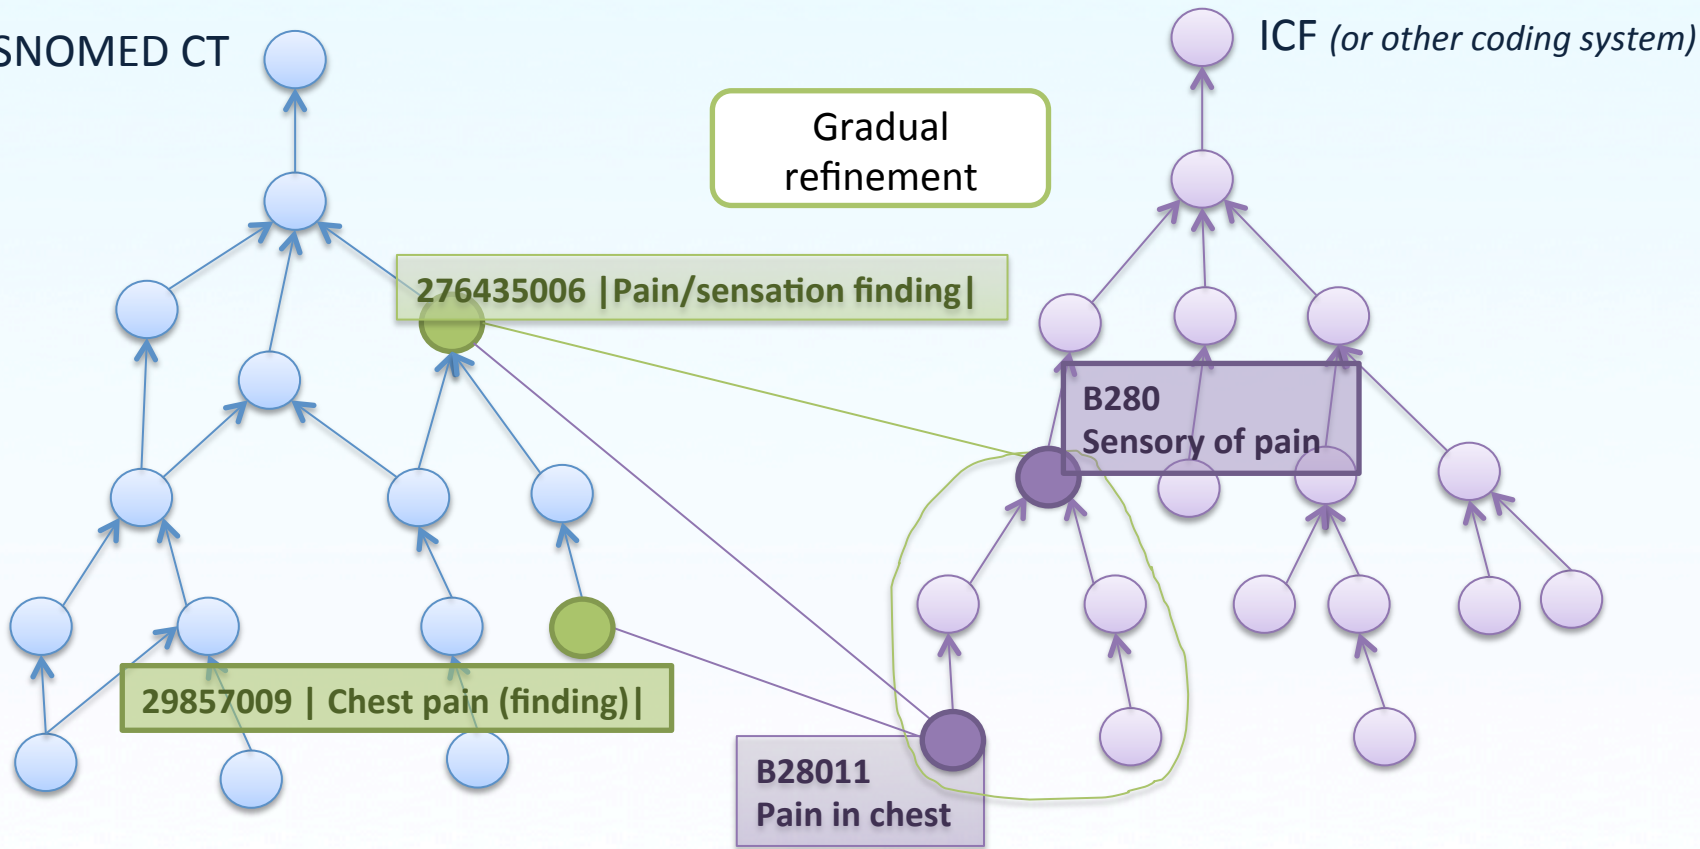 SNOMED CT
ICF (or other coding system)
Gradual
refinement
276435006 |Pain/sensation finding|
B280
Sensory of pain
29857009 | Chest pain (finding)|
B28011
Pain in chest